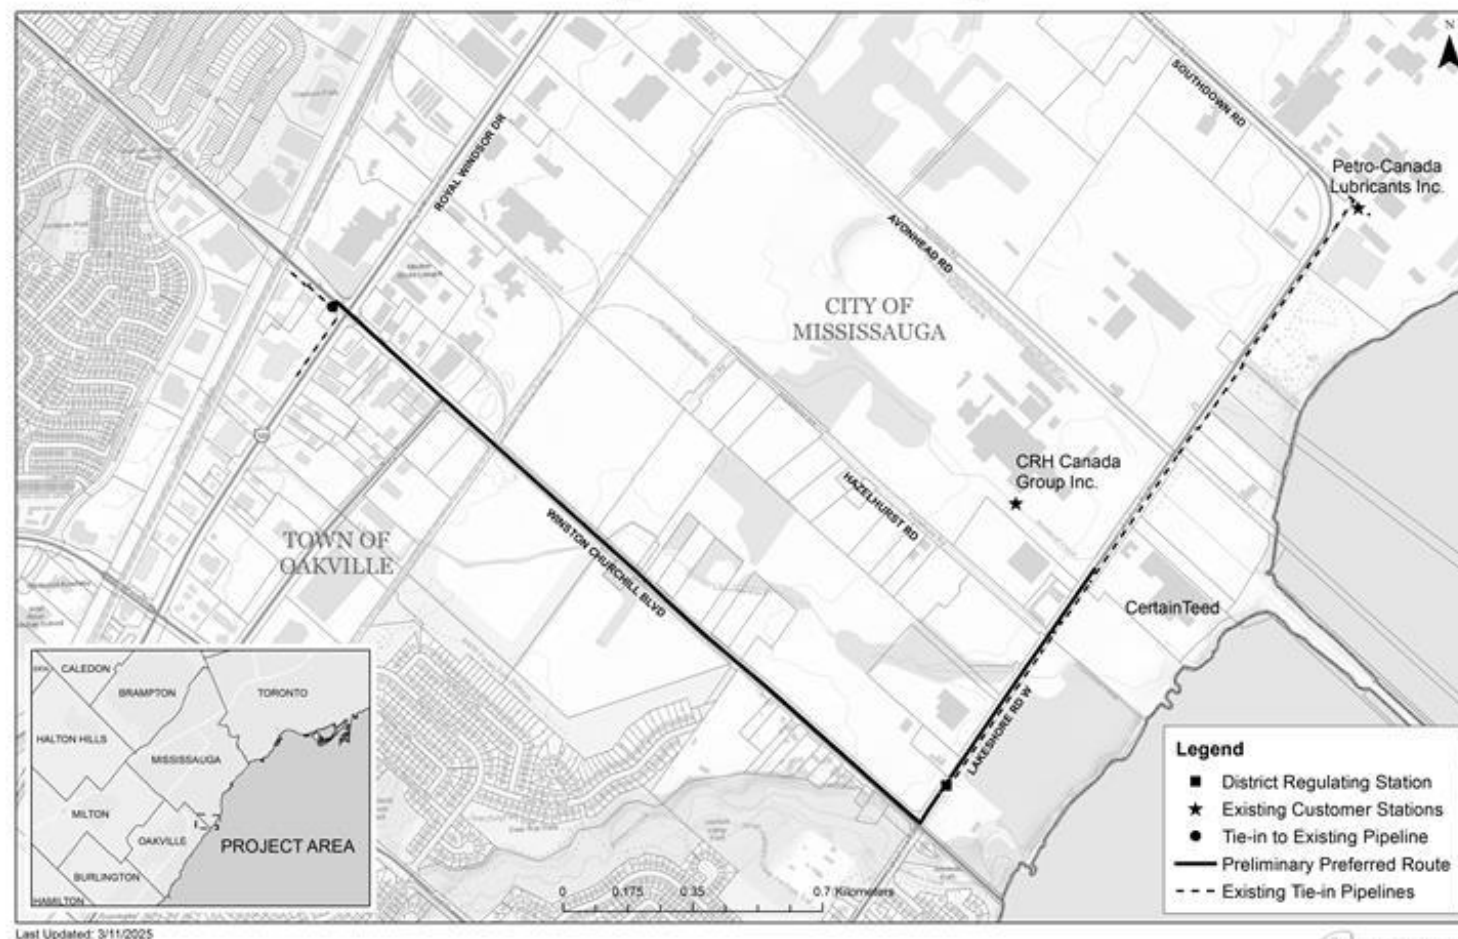 N
SOUTHDOWN RD
Petro-Canada
Lubricants Inc.
ROYAL WINDSOR DR
AVONHEAD RD
CITY OF
MISSISSAUGA
CRH Canada
Group Inc.
HAZELHURST RD
TOWN OF
OAKVILLE
WINSTON CHURCHILL BLVD
CertainTeed
LAKESHORE RD W
CALEDON
BRAMPTON
TORONTO
HALTON HILLS
MISSISSAUGA
MILTON
OAKVILLE
PROJECT AREA
BURLINGTON
HAMILTON
0 0.175 0.35 0.7 Kilometers
Legend
District Regulating Station
Existing Customer Stations
Tie-in to Existing Pipeline
Preliminary Preferred Route
Existing Tie-in Pipelines
Last Updated: 3/11/2025